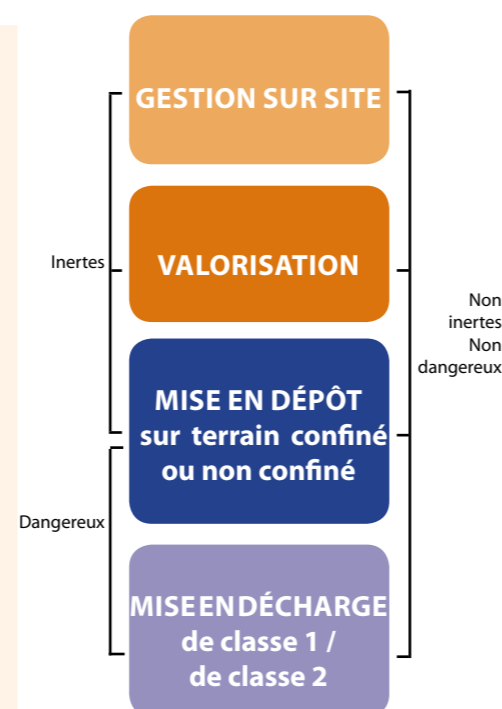 GESTION SUR SITE
Inertes
VALORISATION
Non
inertes
Non
dangereux
MISE EN DÉPÔT
sur terrain confiné
ou non confiné
Dangereux
MISE EN DÉCHARGE
de classe 1 /
de classe 2